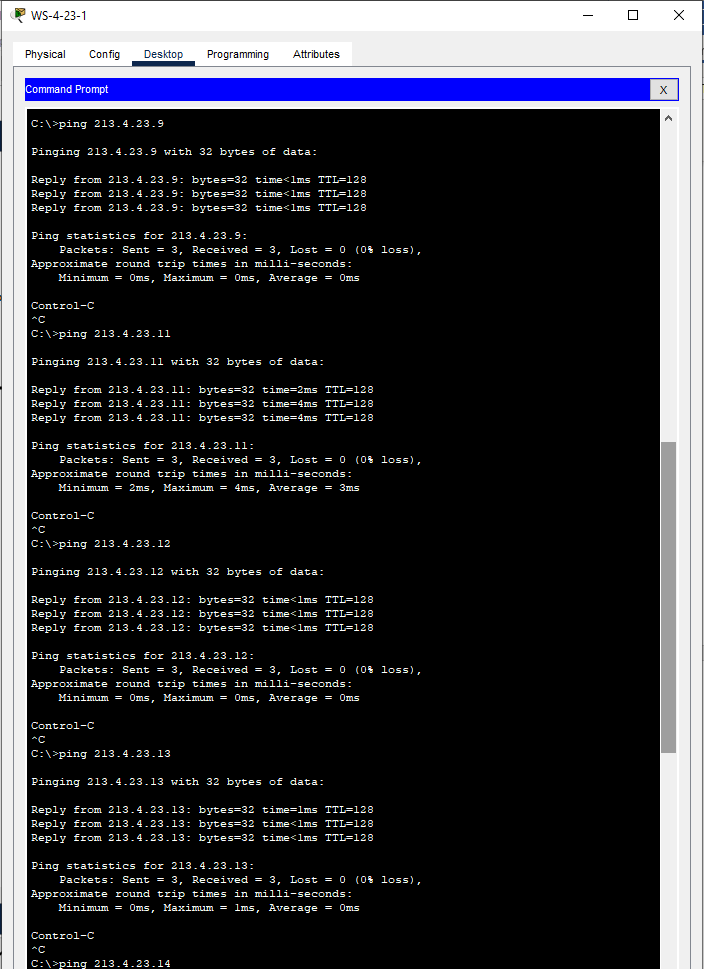 WS-4-23-1
Physical Config Desktop Programming Attributes
Command Prompt X
C:\>ping 213.4.23.9
Pinging 213.4.23.9 with 32 bytes of data:
Reply from 213.4.23.9: bytes=32 time<1ms TTL=128
Reply from 213.4.23.9: bytes=32 time<1ms TTL=128
Reply from 213.4.23.9: bytes=32 time<1ms TTL=128
Ping statistics for 213.4.23.9:
Packets: Sent = 3, Received = 3, Lost = 0 (0% loss),
Approximate round trip times in milli-seconds:
Minimum = 0ms, Maximum = 0ms, Average = 0ms
Control-C
^C
C:\>ping 213.4.23.11
Pinging 213.4.23.11 with 32 bytes of data:
Reply from 213.4.23.11: bytes=32 time=2ms TTL=128
Reply from 213.4.23.11: bytes=32 time=4ms TTL=128
Reply from 213.4.23.11: bytes=32 time=4ms TTL=128
Ping statistics for 213.4.23.11:
Packets: Sent = 3, Received = 3, Lost = 0 (0% loss),
Approximate round trip times in milli-seconds:
Minimum = 2ms, Maximum = 4ms, Average = 3ms
Control-C
^C
C:\>ping 213.4.23.12
Pinging 213.4.23.12 with 32 bytes of data:
Reply from 213.4.23.12: bytes=32 time<1ms TTL=128
Reply from 213.4.23.12: bytes=32 time<1ms TTL=128
Reply from 213.4.23.12: bytes=32 time<1ms TTL=128
Ping statistics for 213.4.23.12:
Packets: Sent = 3, Received = 3, Lost = 0 (0% loss),
Approximate round trip times in milli-seconds:
Minimum = 0ms, Maximum = 0ms, Average = 0ms
Control-C
^C
C:\>ping 213.4.23.13
Pinging 213.4.23.13 with 32 bytes of data:
Reply from 213.4.23.13: bytes=32 time=1ms TTL=128
Reply from 213.4.23.13: bytes=32 time<1ms TTL=128
Reply from 213.4.23.13: bytes=32 time<1ms TTL=128
Ping statistics for 213.4.23.13:
Packets: Sent = 3, Received = 3, Lost = 0 (0% loss),
Approximate round trip times in milli-seconds:
Minimum = 0ms, Maximum = 1ms, Average = 0ms
Control-C
^C
C:\>ping 213.4.23.14